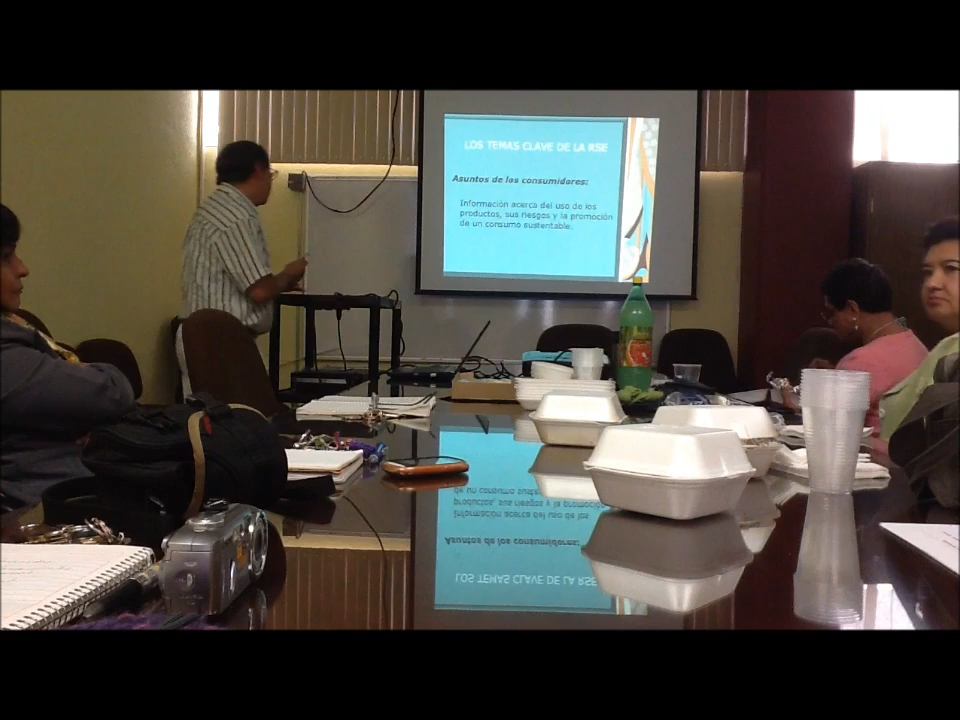 LOS TEMAS CLAVE DE LA RSE
Asuntos de los consumidores:
Información acerca del uso de los
productos, sus riesgos y la promoción
de un consumo sustentable.